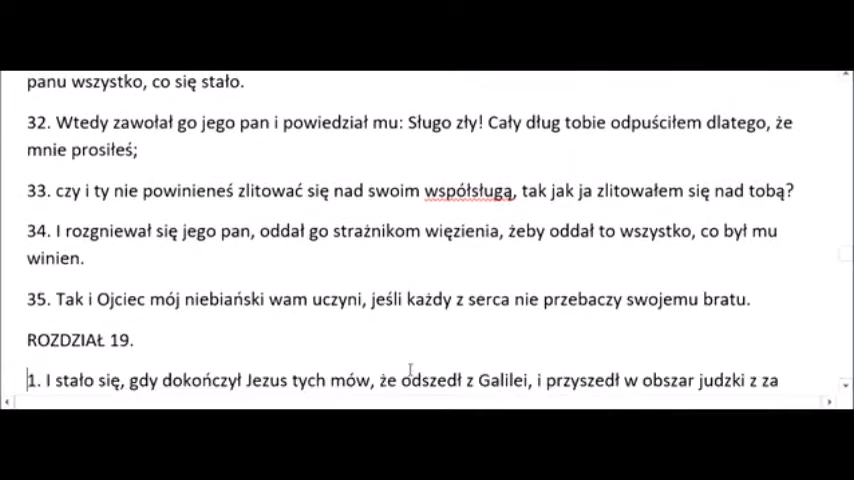 panu wszystko, co się stało.
32. Wtedy zawołał go jego pan i powiedział mu: Sługo zły! Cały dług tobie odpuściłem dlatego, że
mnie prosiłeś;
33. czy i ty nie powinieneś zlitować się nad swoim współsługą, tak jak ja zlitowałem się nad tobą?
34. I rozgniewał się jego pan, oddał go strażnikom więzienia, żeby oddał to wszystko, co był mu
winien.
35. Tak i Ojciec mój niebiański wam uczyni, jeśli każdy z serca nie przebaczy swojemu bratu.
ROZDZIAŁ 19.
1. I stało się, gdy dokończył Jezus tych mów, że odszedł z Galilei, i przyszedł w obszar judzki z za